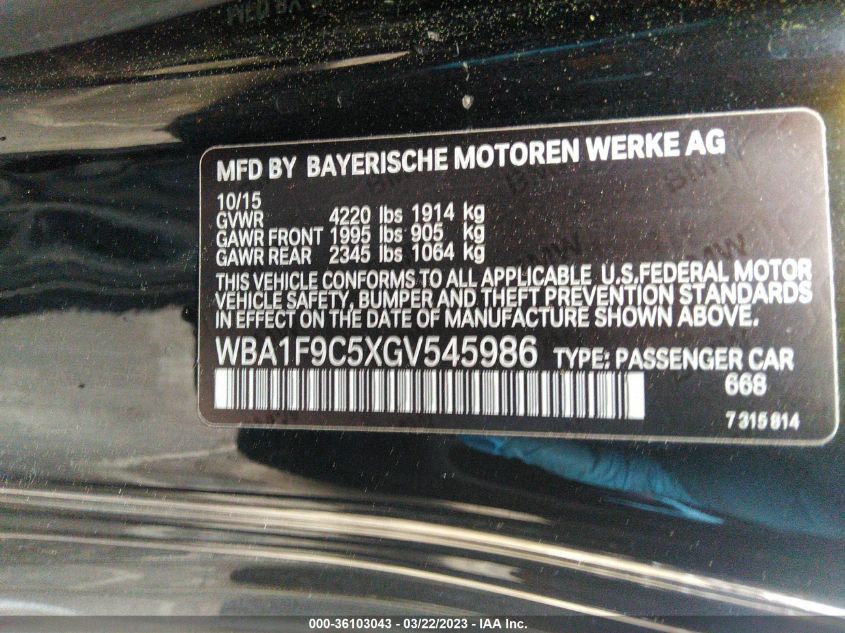 MFD BY BAYERISCHE MOTOREN WERKE AG
10/15
GVWR 4220 lbs 1914 kg
GAWR FRONT 1995 lbs 905 kg
GAWR REAR 2345 lbs 1064 kg
THIS VEHICLE CONFORMS TO ALL APPLICABLE U.S.FEDERAL MOTOR
VEHICLE SAFETY, BUMPER AND THEFT PREVENTION STANDARDS
IN EFFECT ON THE DATE OF MANUFACTURE SHOWN ABOVE.
WBA1F9C5XGV545986 TYPE: PASSENGER CAR
668
7 315 814
000-36103043 - 03/22/2023 - IAA Inc.